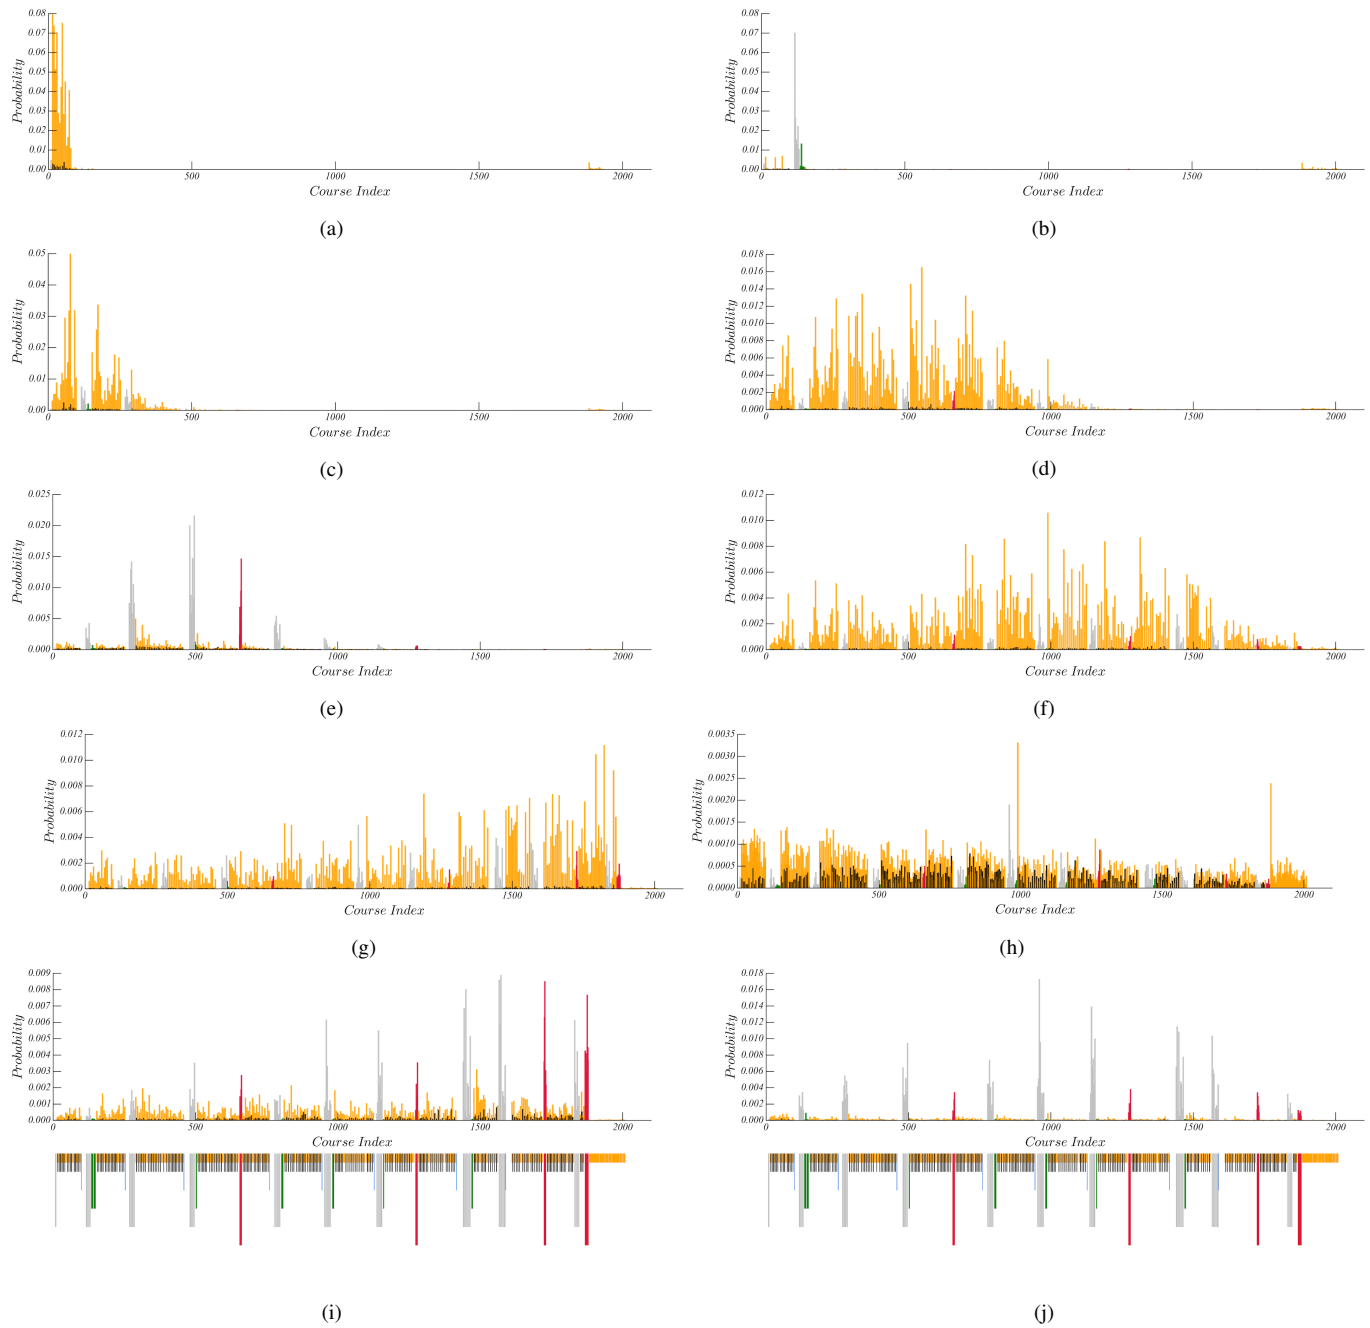 0.08
0.07
0.06
0.05
0.04
0.03
0.02
0.01
0.00
Probability
0 500 1000 1500 2000
Course Index
(a)
0.08
0.07
0.06
0.05
0.04
0.03
0.02
0.01
0.00
Probability
0 500 1000 1500 2000
Course Index
(b)
0.05
0.04
0.03
0.02
0.01
0.00
Probability
0 500 1000 1500 2000
Course Index
(c)
0.018
0.016
0.014
0.012
0.010
0.008
0.006
0.004
0.002
0.000
Probability
0 500 1000 1500 2000
Course Index
(d)
0.025
0.020
0.015
0.010
0.005
0.000
Probability
0 500 1000 1500 2000
Course Index
(e)
0.012
0.010
0.008
0.006
0.004
0.002
0.000
Probability
0 500 1000 1500 2000
Course Index
(f)
0.012
0.010
0.008
0.006
0.004
0.002
0.000
Probability
0 500 1000 1500 2000
Course Index
(g)
0.0035
0.0030
0.0025
0.0020
0.0015
0.0010
0.0005
0.0000
Probability
0 500 1000 1500 2000
Course Index
(h)
0.009
0.008
0.007
0.006
0.005
0.004
0.003
0.002
0.001
0.000
Probability
0 500 1000 1500 2000
Course Index
(i)
0.018
0.016
0.014
0.012
0.010
0.008
0.006
0.004
0.002
0.000
Probability
0 500 1000 1500 2000
Course Index
(j)